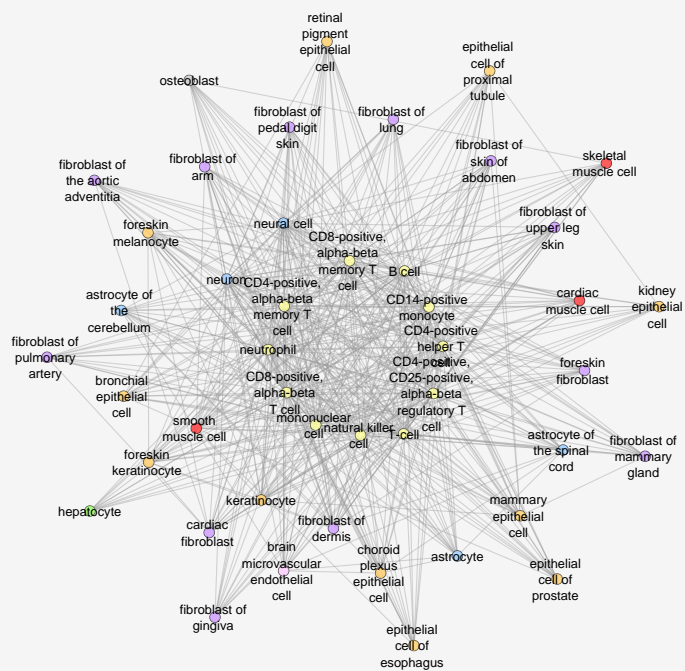 retinal
pigment
epithelial
cell
epithelial
cell of
proximal
tubule
osteoblast
fibroblast of
pedal digit
skin
fibroblast of
lung
fibroblast of
skin of
abdomen
skeletal
muscle cell
fibroblast of
arm
fibroblast of
the aortic
adventitia
foreskin
melanocyte
neural cell
CD8-positive,
alpha-beta
memory T
cell
fibroblast of
upper leg
skin
B cell
neuron
CD4-positive,
alpha-beta
memory T
cell
CD14-positive
monocyte
cardiac
muscle cell
kidney
epithelial
cell
astrocyte of
the
cerebellum
CD4-positive
helper T
cell
fibroblast of
pulmonary
artery
neutrophil
CD4-positive,
CD25-positive,
alpha-beta
regulatory T
cell
foreskin
fibroblast
bronchial
epithelial
cell
CD8-positive,
alpha-beta
T cell
smooth
muscle cell
mononuclear
cell
natural killer
cell
T-cell
astrocyte of
the spinal
cord
fibroblast of
mammary
gland
foreskin
keratinocyte
hepatocyte
keratinocyte
cardiac
fibroblast
fibroblast of
dermis
mammary
epithelial
cell
brain
microvascular
endothelial
cell
choroid
plexus
epithelial
cell
astrocyte
epithelial
cell of
prostate
fibroblast of
gingiva
epithelial
cell of
esophagus